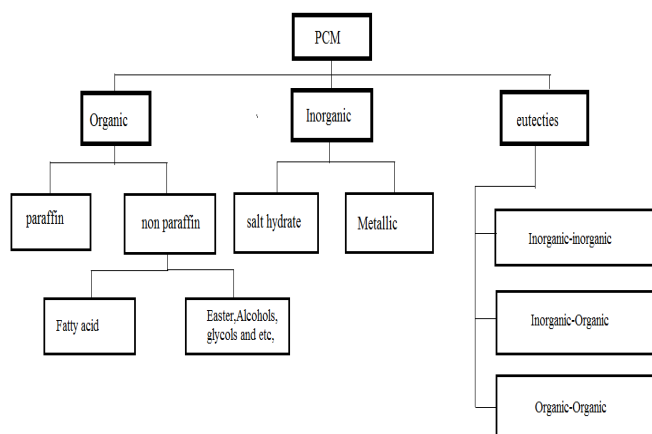 PCM
Organic
Inorganic
eutecties
paraffin
non paraffin
salt hydrate
Metallic
Inorganic-inorganic
Fatty acid
Easter,Alcohols,
glycols and etc,
Inorganic-Organic
Organic-Organic